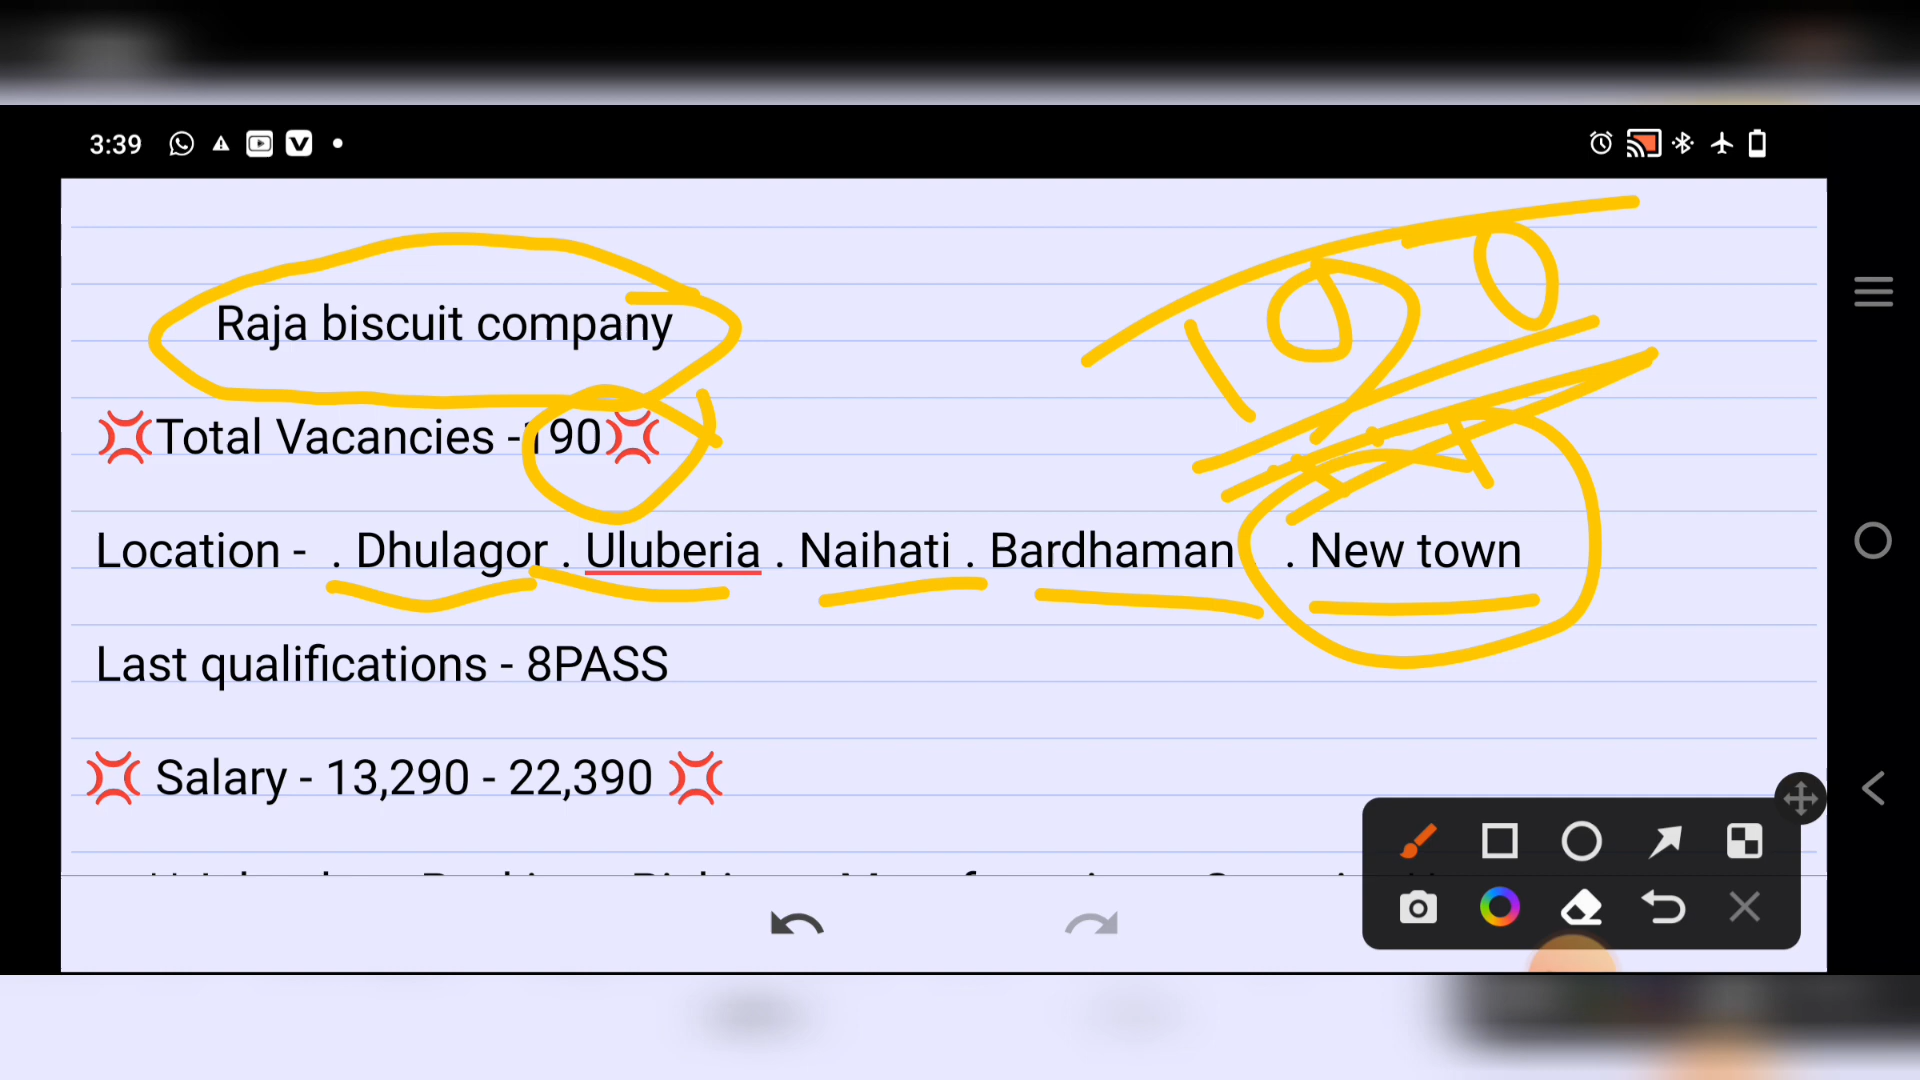 3:39
Raja biscuit company
190
💢Total Vacancies -190💢
Location - . Dhulagor . Uluberia . Naihati . Bardhaman . New town
Last qualifications - 8PASS
💢 Salary - 13,290 - 22,390 💢